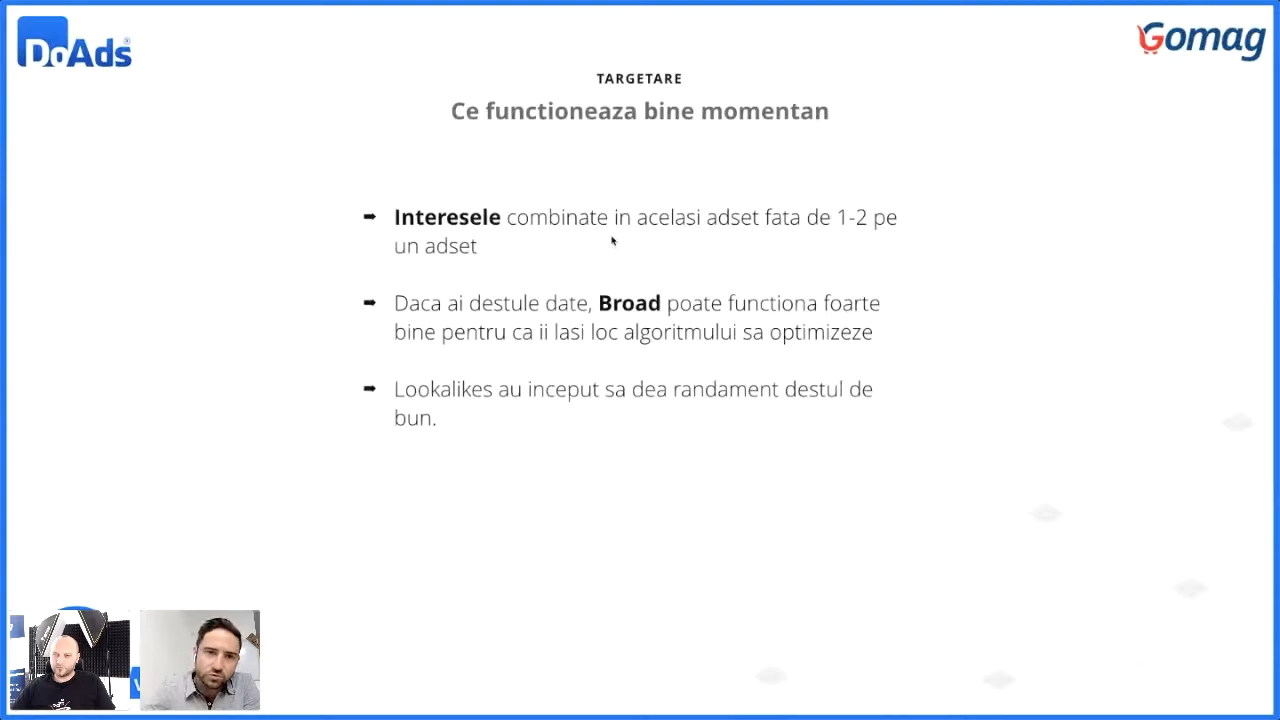 DoAds
Gomag
TARGETARE
Ce functioneaza bine momentan
➡ Interesele combinate in acelasi adset fata de 1-2 pe
un adset
➡ Daca ai destule date, Broad poate functiona foarte
bine pentru ca ii lasi loc algoritmului sa optimizeze
➡ Lookalikes au inceput sa dea randament destul de
bun.